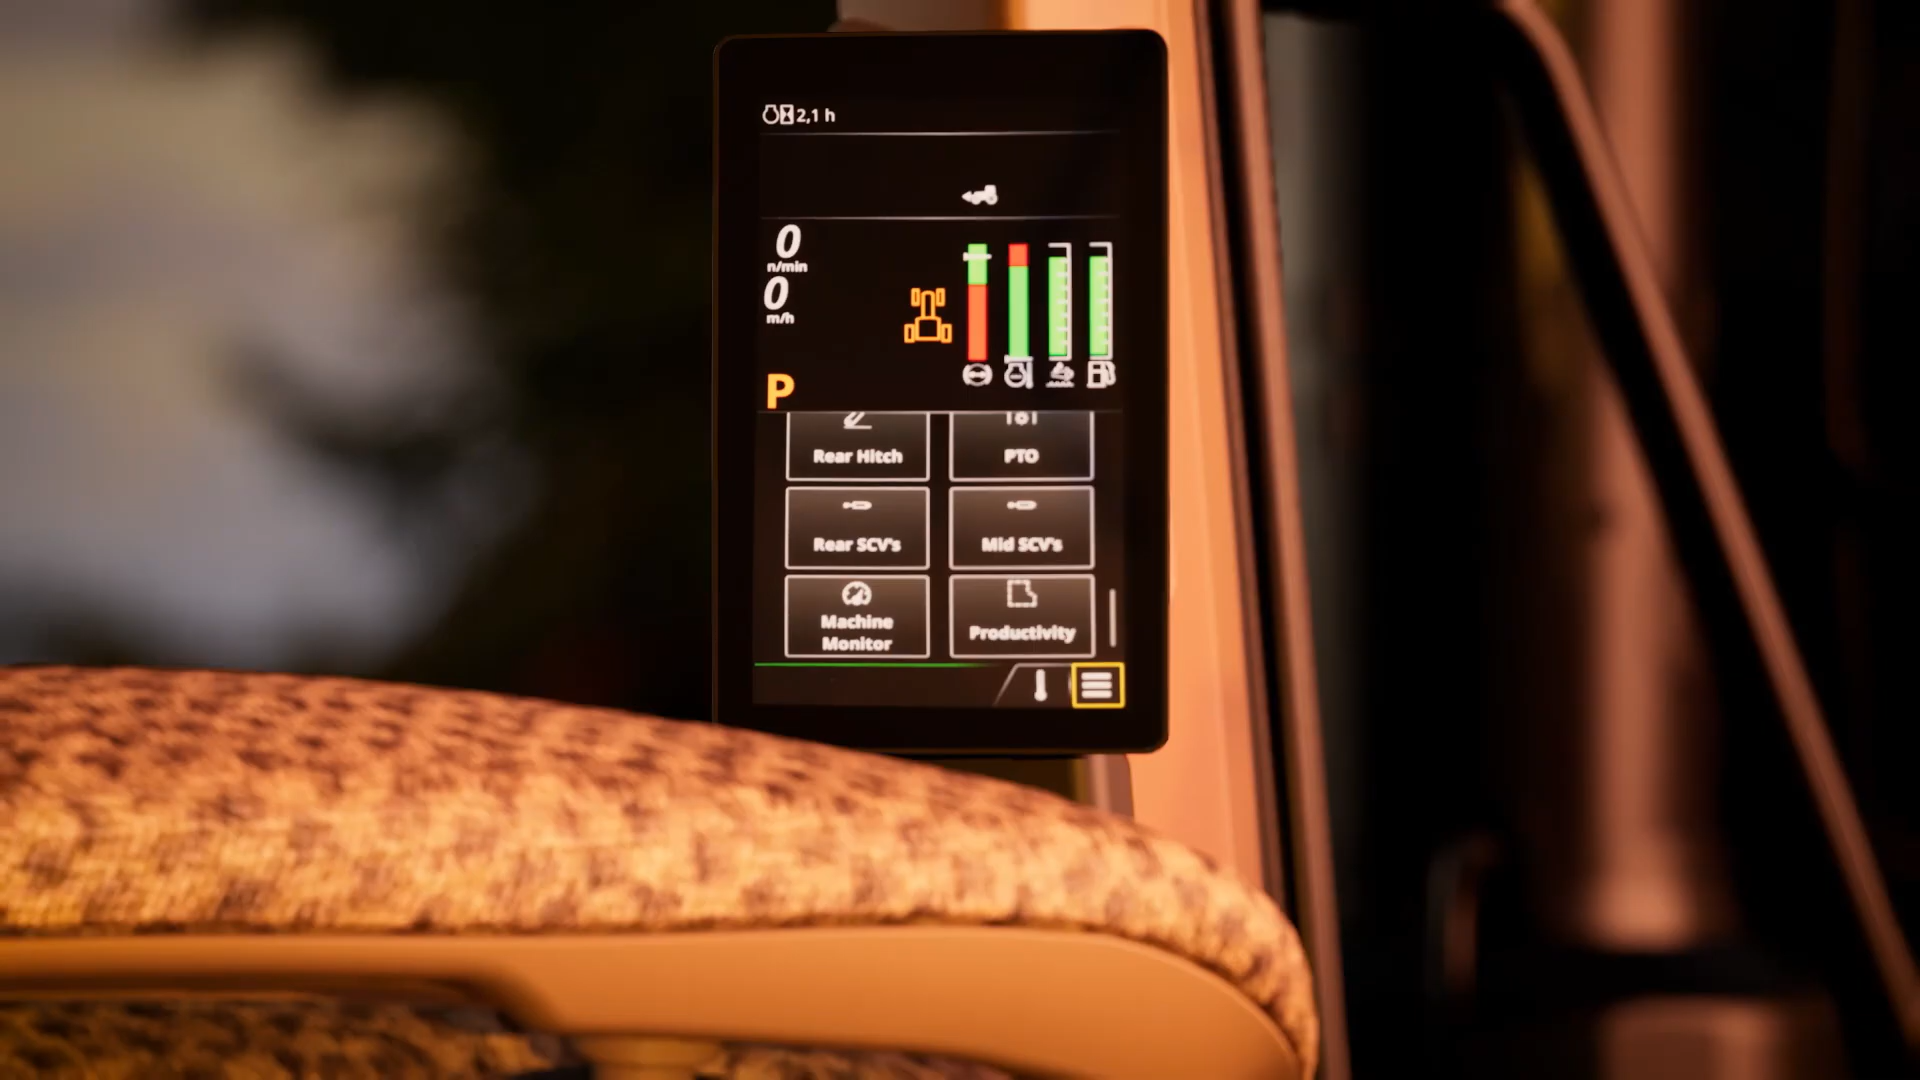 2,1 h
0
n/min
0
m/h
P
Rear Hitch
PTO
Rear SCV's
Mid SCV's
Machine
Monitor
Productivity